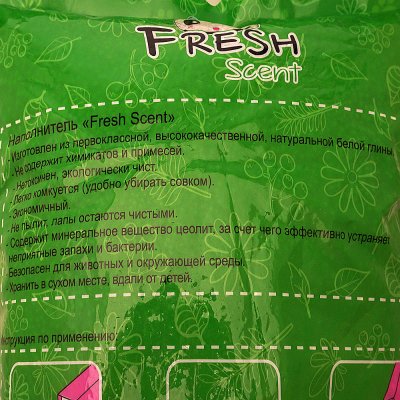 FRESH
Scent
Наполнитель «Fresh Scent»
- Изготовлен из первоклассной, высококачественной, натуральной белой глины
- Не содержит химикатов и примесей.
- Нетоксичен, экологически чист.
- Легко комкуется (удобно убирать совком).
- Экономичный.
- Не пылит, лапы остаются чистыми.
- Содержит минеральное вещество цеолит, за счет чего эффективно устраняет
неприятные запахи и бактерии.
- Безопасен для животных и окружающей среды.
- Хранить в сухом месте, вдали от детей.
нструкция по применению: